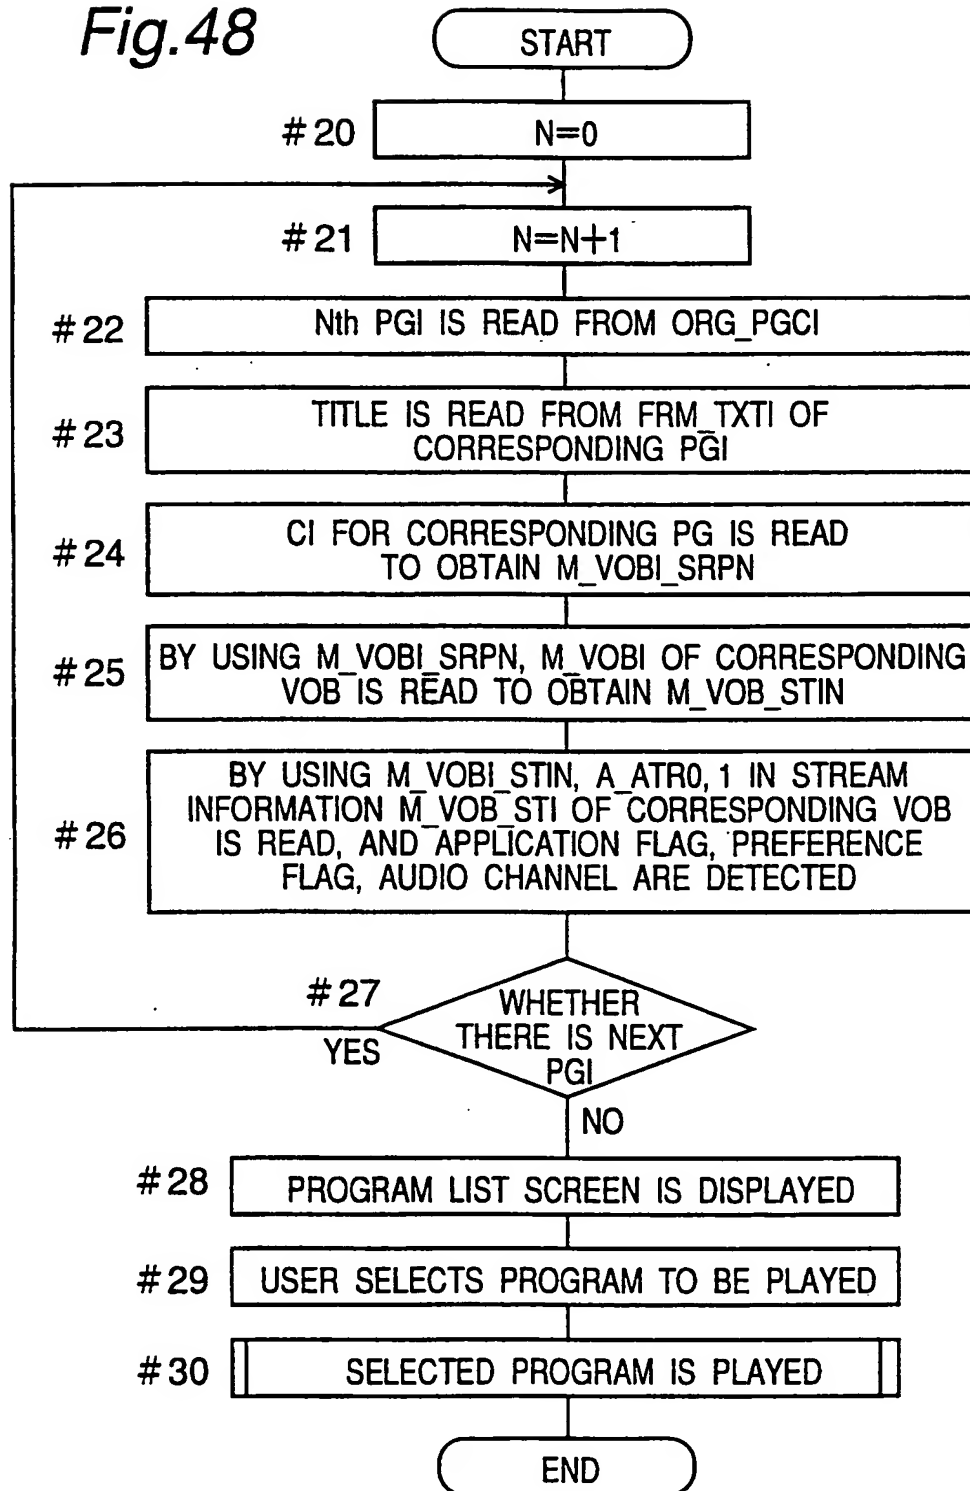 Fig.48
START
#20
N=0
#21
N=N+1
#22
Nth PGI IS READ FROM ORG_PGCI
#23
TITLE IS READ FROM FRM_TXTI OF
CORRESPONDING PGI
#24
CI FOR CORRESPONDING PG IS READ
TO OBTAIN M_VOBI_SRPN
#25
BY USING M_VOBI_SRPN, M_VOBI OF CORRESPONDING
VOB IS READ TO OBTAIN M_VOB_STIN
#26
BY USING M_VOBI_STIN, A_ATR0, 1 IN STREAM
INFORMATION M_VOB_STI OF CORRESPONDING VOB
IS READ, AND APPLICATION FLAG, PREFERENCE
FLAG, AUDIO CHANNEL ARE DETECTED
#27
WHETHER
THERE IS NEXT
PGI
YES
NO
#28
PROGRAM LIST SCREEN IS DISPLAYED
#29
USER SELECTS PROGRAM TO BE PLAYED
#30
SELECTED PROGRAM IS PLAYED
END